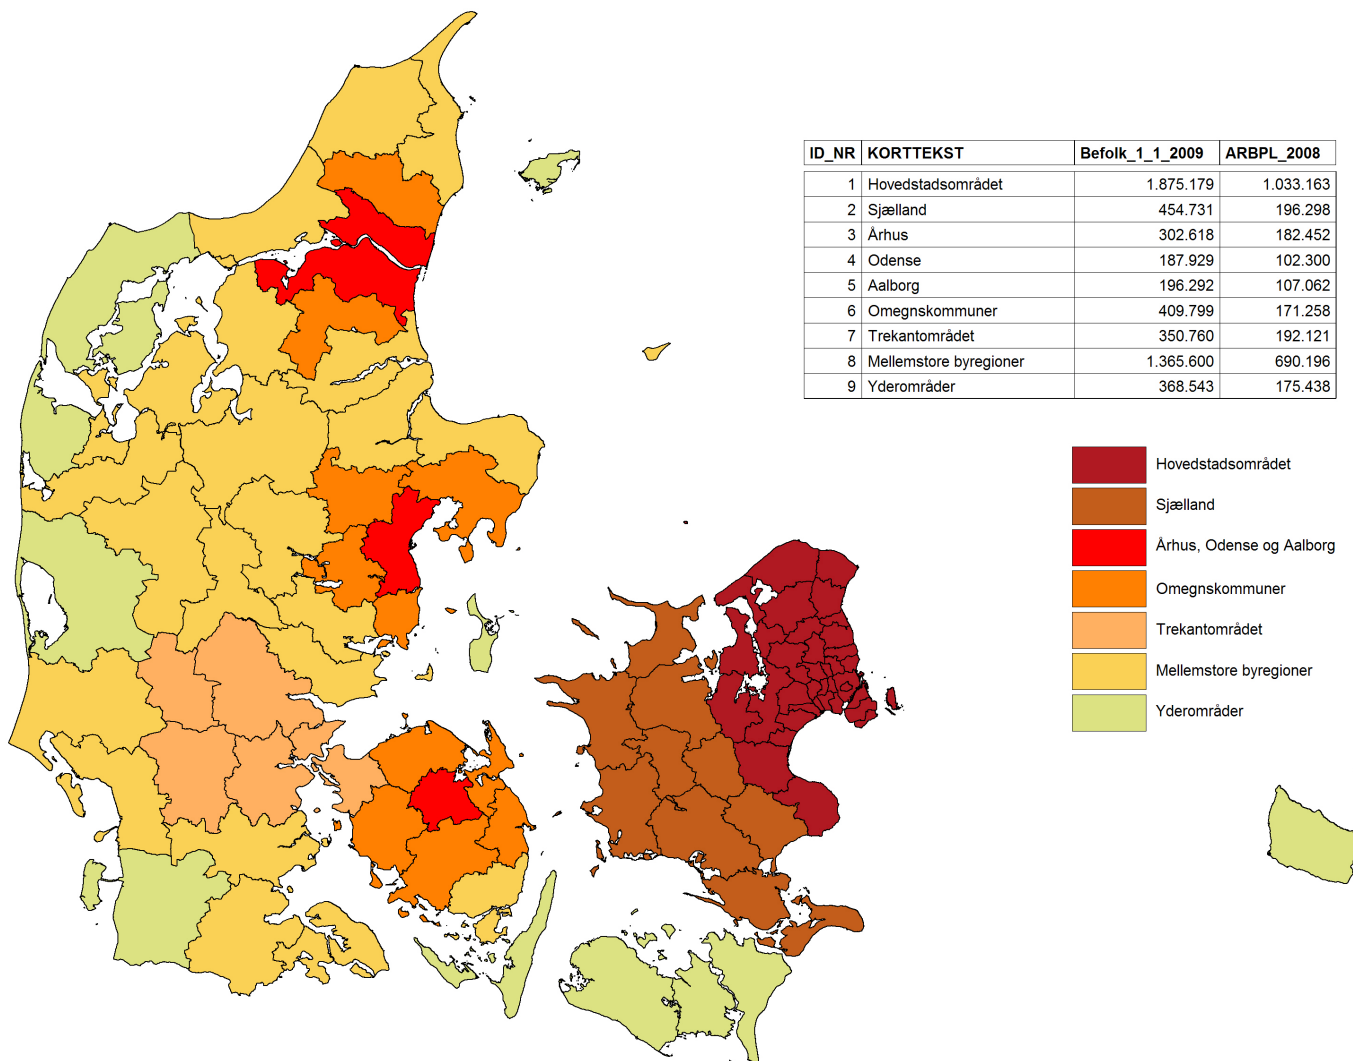 ID_NR KORTTEKST Befolk_1_1_2009 ARBPL_2008
1 Hovedstadsområdet 1.875.179 1.033.163
2 Sjælland 454.731 196.298
3 Århus 302.618 182.452
4 Odense 187.929 102.300
5 Aalborg 196.292 107.062
6 Omegnskommuner 409.799 171.258
7 Trekantområdet 350.760 192.121
8 Mellemstore byregioner 1.365.600 690.196
9 Yderområder 368.543 175.438
Hovedstadsområdet
Sjælland
Århus, Odense og Aalborg
Omegnskommuner
Trekantområdet
Mellemstore byregioner
Yderområder